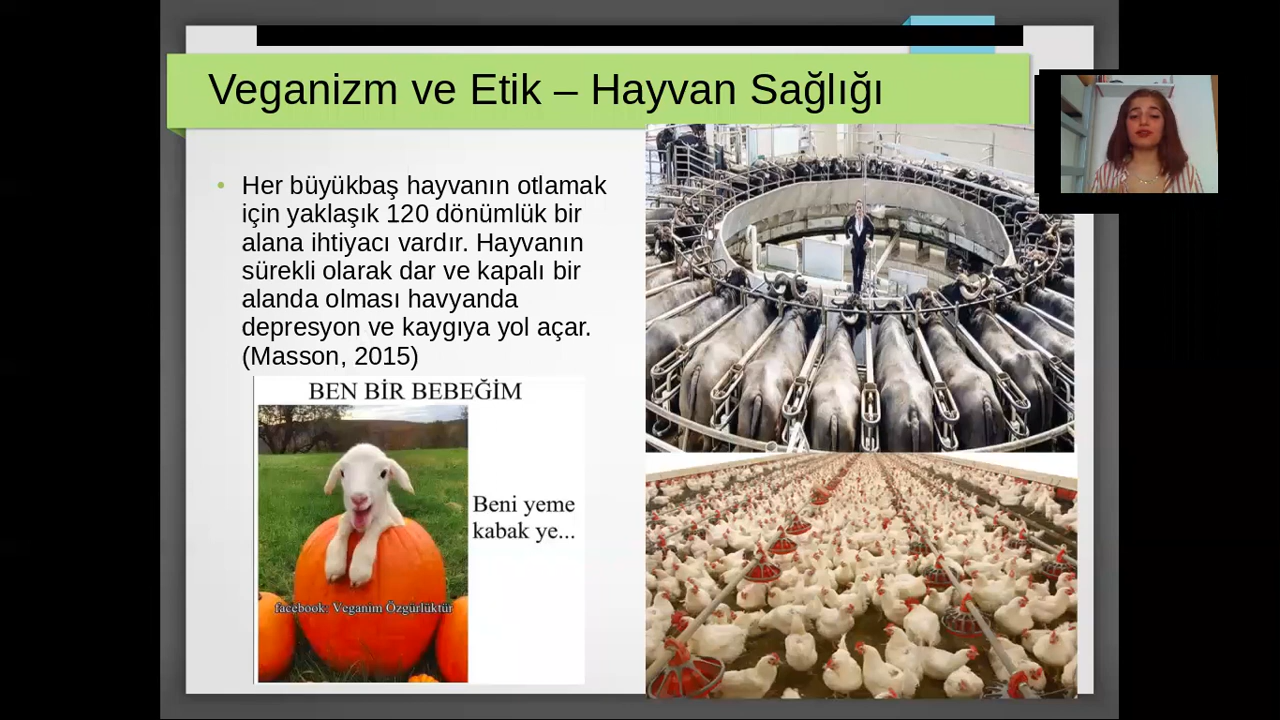 Veganizm ve Etik – Hayvan Sağlığı
Her büyükbaş hayvanın otlamak
için yaklaşık 120 dönümlük bir
alana ihtiyacı vardır. Hayvanın
sürekli olarak dar ve kapalı bir
alanda olması havyanda
depresyon ve kaygıya yol açar.
(Masson, 2015)
BEN BİR BEBEĞİM
Beni yeme
kabak ye...
facebook: Veganim Özgürlüktür